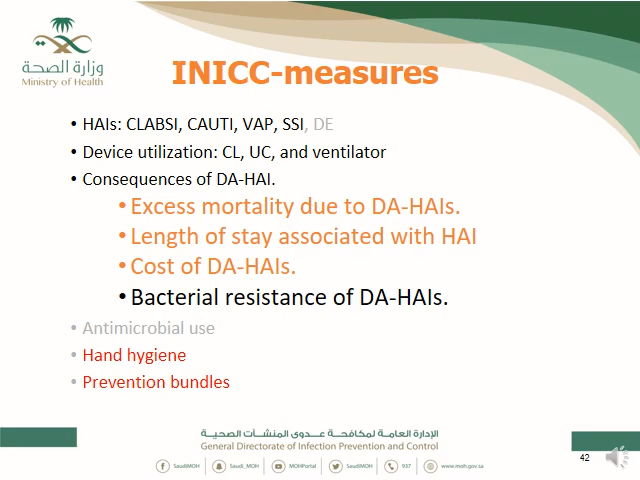 وزارة الصحة
Ministry of Health
INICC-measures
• HAIs: CLABSI, CAUTI, VAP, SSI, DE
• Device utilization: CL, UC, and ventilator
• Consequences of DA-HAI.
• Excess mortality due to DA-HAIs.
• Length of stay associated with HAI
• Cost of DA-HAIs.
• Bacterial resistance of DA-HAIs.
• Antimicrobial use
• Hand hygiene
• Prevention bundles
الإدارة العامة لمكافحة عدوى المنشآت الصحية
General Directorate of Infection Prevention and Control
SaudiMOH
Saudi_MOH
MOHPortal
SaudiMOH
937
www.moh.gov.sa
42